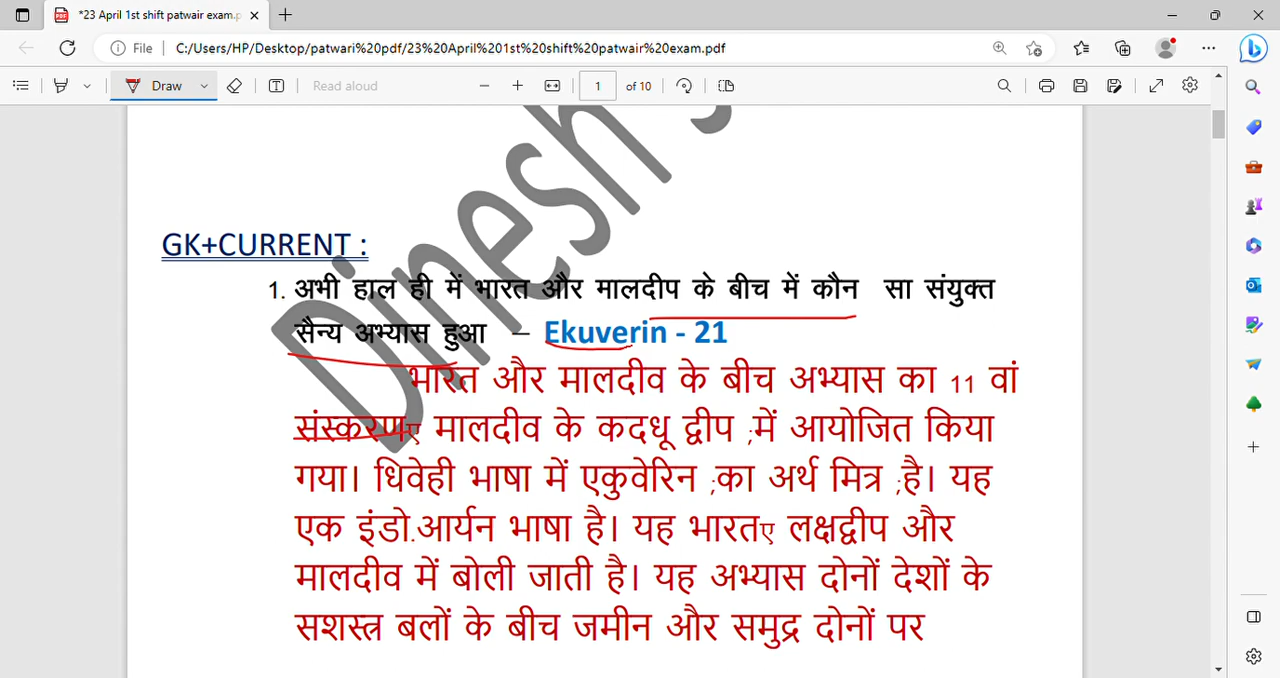 *23 April 1st shift patwair exam.p
File C:/Users/HP/Desktop/patwari%20pdf/23%20April%201st%20shift%20patwair%20exam.pdf
Draw Read aloud 1 of 10
Dinesh
GK+CURRENT :
1. अभी हाल ही में भारत और मालदीप के बीच में कौन सा संयुक्त
सैन्य अभ्यास हुआ – Ekuverin - 21
भारत और मालदीव के बीच अभ्यास का 11 वां
संस्करणए मालदीव के कदधू द्वीप ;में आयोजित किया
गया। धिवेही भाषा में एकुवेरिन ;का अर्थ मित्र ;है। यह
एक इंडो.आर्यन भाषा है। यह भारतए लक्षद्वीप और
मालदीव में बोली जाती है। यह अभ्यास दोनों देशों के
सशस्त्र बलों के बीच जमीन और समुद्र दोनों पर